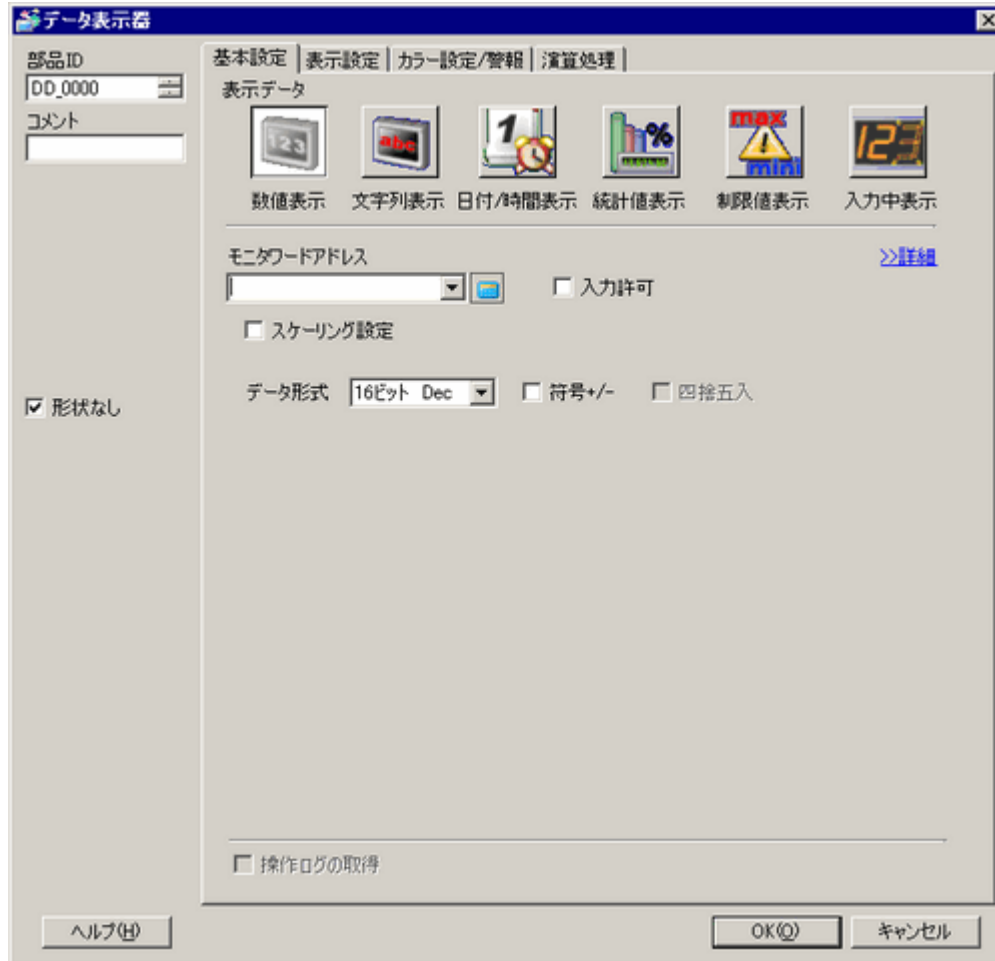 データ表示器
部品ID
DD_0000
コメント
形状なし
基本設定 表示設定 カラー設定/警報 演算処理
表示データ
123 abc 1 % max mini 123
数値表示 文字列表示 日付/時間表示 統計値表示 制限値表示 入力中表示
モニタワードアドレス >>詳細
入力許可
スケーリング設定
データ形式 16ビット Dec 符号+/- 四捨五入
操作ログの取得
ヘルプ(H) OK(O) キャンセル